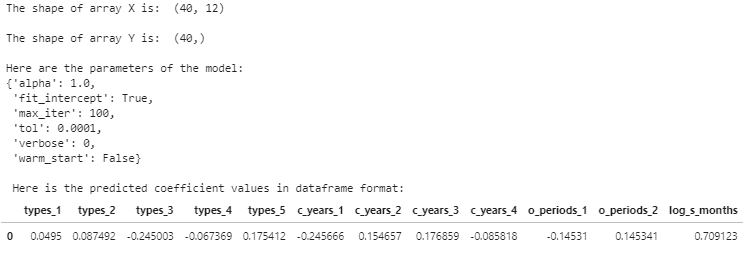 The shape of array X is:  (40, 12)
The shape of array Y is:  (40,)
Here are the parameters of the model:
{'alpha': 1.0,
 'fit_intercept': True,
 'max_iter': 100,
 'tol': 0.0001,
 'verbose': 0,
 'warm_start': False}
Here is the predicted coefficient values in dataframe format:
types_1 types_2 types_3 types_4 types_5 c_years_1 c_years_2 c_years_3 c_years_4 o_periods_1 o_periods_2 log_s_months
0 0.0495 0.087492 -0.245003 -0.067369 0.175412 -0.245666 0.154657 0.176859 -0.085818 -0.14531 0.145341 0.709123